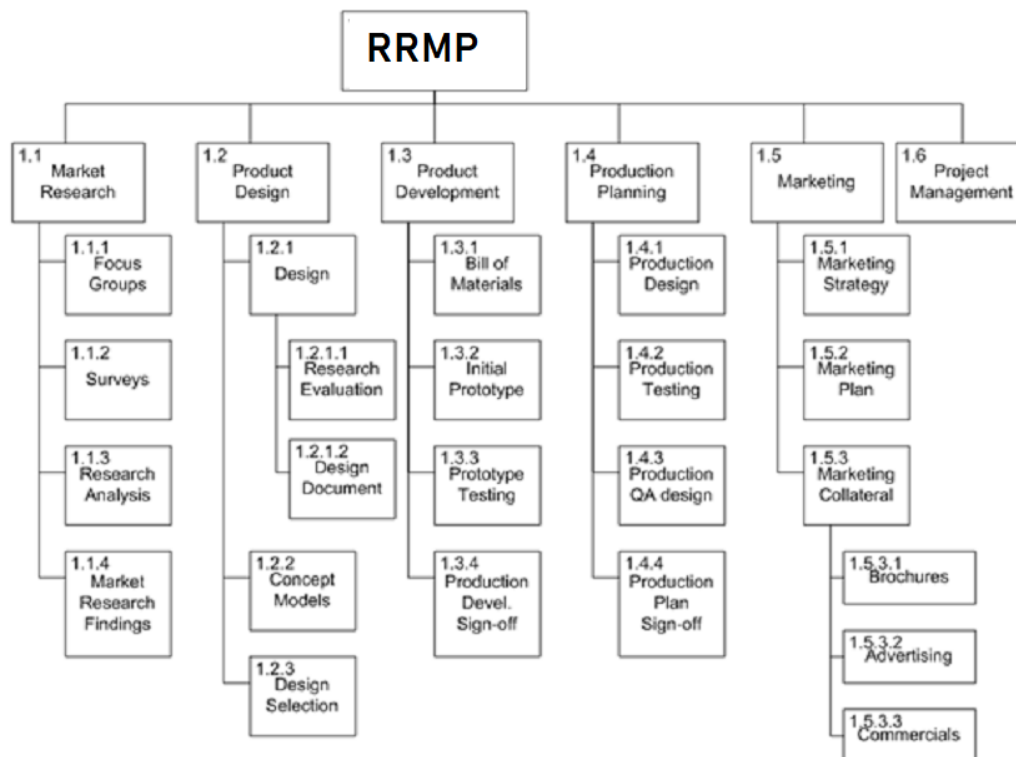 RRMP
1.1
Market
Research
1.2
Product
Design
1.3
Product
Development
1.4
Production
Planning
1.5
Marketing
1.6
Project
Management
1.1.1
Focus
Groups
1.1.2
Surveys
1.1.3
Research
Analysis
1.1.4
Market
Research
Findings
1.2.1
Design
1.2.1.1
Research
Evaluation
1.2.1.2
Design
Document
1.2.2
Concept
Models
1.2.3
Design
Selection
1.3.1
Bill of
Materials
1.3.2
Initial
Prototype
1.3.3
Prototype
Testing
1.3.4
Production
Devel.
Sign-off
1.4.1
Production
Design
1.4.2
Production
Testing
1.4.3
Production
QA design
1.4.4
Production
Plan
Sign-off
1.5.1
Marketing
Strategy
1.5.2
Marketing
Plan
1.5.3
Marketing
Collateral
1.5.3.1
Brochures
1.5.3.2
Advertising
1.5.3.3
Commercials